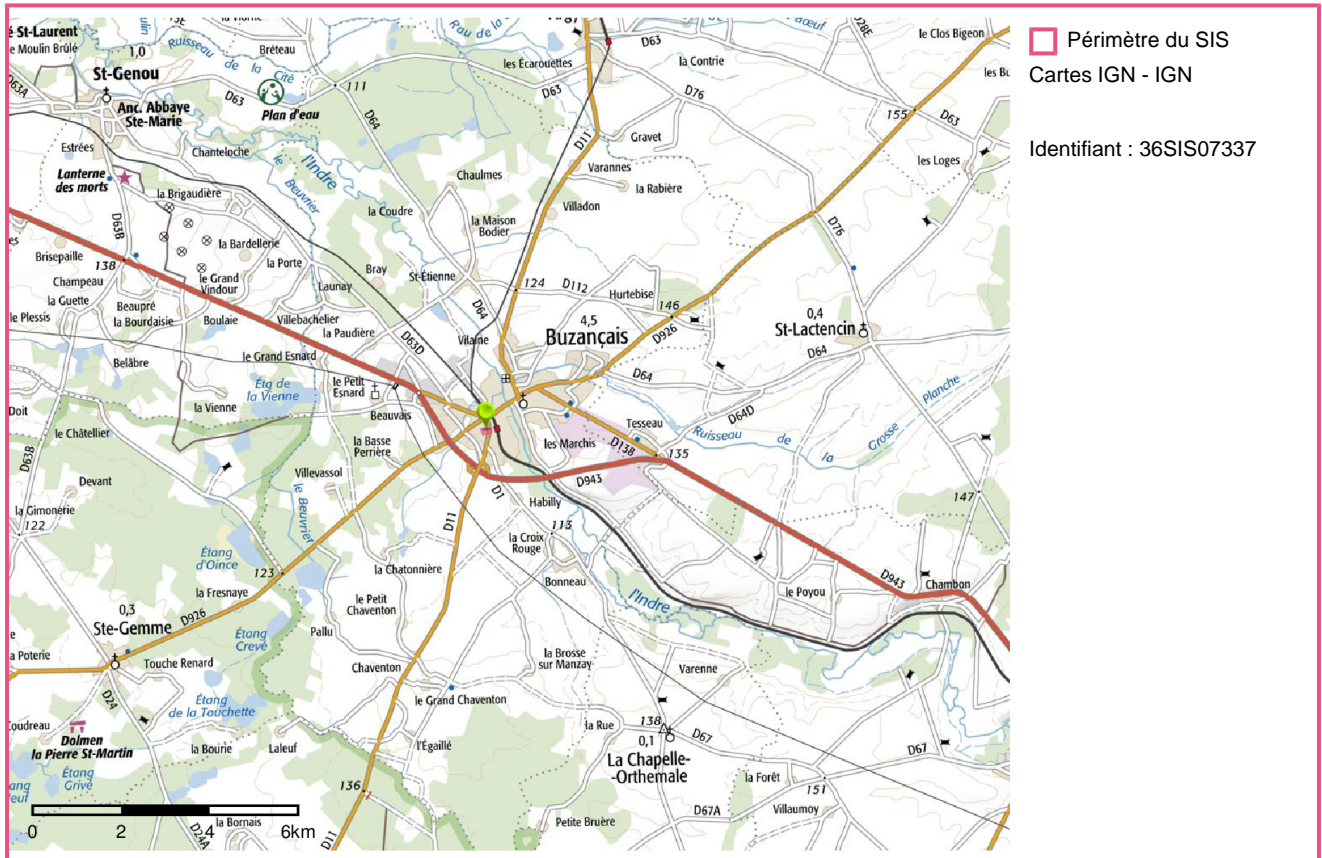 é St-Laurent
e Moulin Brûlé
1,0
Ruisseau de la Cité
Bréteau
Rau de la
D63
la Contrie
D28E
le Clos Bigeon
les Bu
St-Genou
les Écarouettes
D63
D76
111
D63A
D63
Anc. Abbaye
Ste-Marie
Plan d'eau
D64
l'Indre
D11
Gravet
155
D63
les Loges
Estrées
Chanteloche
le Beuvrier
Chaulmes
Varannes
la Rabière
Lanterne
des morts
la Brigaudière
la Coudre
la Maison
Bodier
Villadon
D76
D63B
la Bardellerie
Brisepaille
138
la Porte
Bray
St-Étienne
Champeau
le Grand
Vindour
Launay
124
D112
Hurtebise
146
la Guette
Beaupré
le Plessis
la Bourdaisie
Boulaie
Villebachelier
D64
4,5
Buzançais
D926
0,4
St-Lactencin
la Paudière
D63D
Vilaine
D64
Belâbre
le Grand Esnard
Étg de
la Vienne
le Petit
Esnard
D64
D64D
Planche
Doit
la Vienne
Beauvais
Tesseau
Ruisseau de la Grosse
le Châtellier
la Basse
Perrière
les Marchis
D138
135
D63B
Devant
Villevassol
D943
147
la Gimonerie
le Beuvrier
D1
Habilly
122
D11
la Croix
Rouge
113
Étang
d'Oince
la Chatonnière
D943
Chambon
123
Bonneau
le Poyou
la Fresnaye
le Petit
Chaventon
l'Indre
0,3
Ste-Gemme
D926
Étang
Crevé
Pallu
a Poterie
Touche Renard
Chaventon
la Brosse
sur Manzay
Varenne
D24
Étang
de la Touchette
le Grand Chaventon
Coudreau
Dolmen
la Pierre St-Martin
la Bourie
Laleuf
l'Égaillé
la Rue
138
D67
0,1
La Chapelle-
-Orthemale
D67
Étang
Grivé
la Forêt
136
151
D67A
Villaumoy
la Bornais
D24A
D11
Petite Bruère
0 2 4 6km
Périmètre du SIS
Cartes IGN - IGN
Identifiant : 36SIS07337